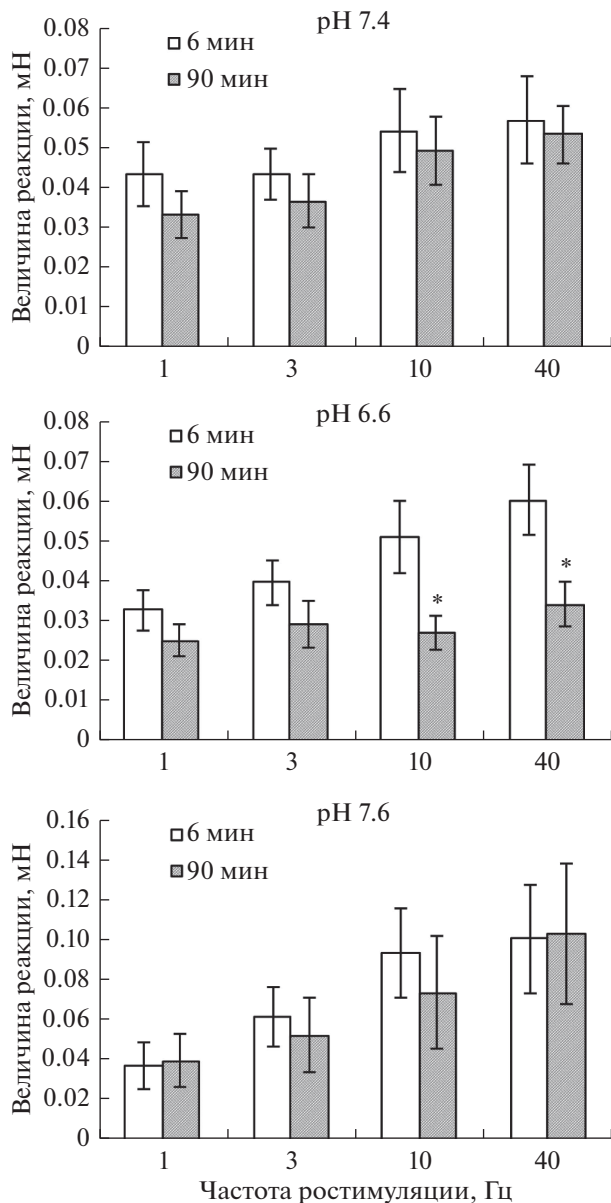 pH 7.4
6 мин
90 мин
Величина реакции, мН
0.08
0.07
0.06
0.05
0.04
0.03
0.02
0.01
0
1 3 10 40
pH 6.6
6 мин
90 мин
Величина реакции, мН
0.08
0.07
0.06
0.05
0.04
0.03
0.02
0.01
0
* *
1 3 10 40
pH 7.6
6 мин
90 мин
Величина реакции, мН
0.16
0.14
0.12
0.10
0.08
0.06
0.04
0.02
0
1 3 10 40
Частота ростимуляции, Гц